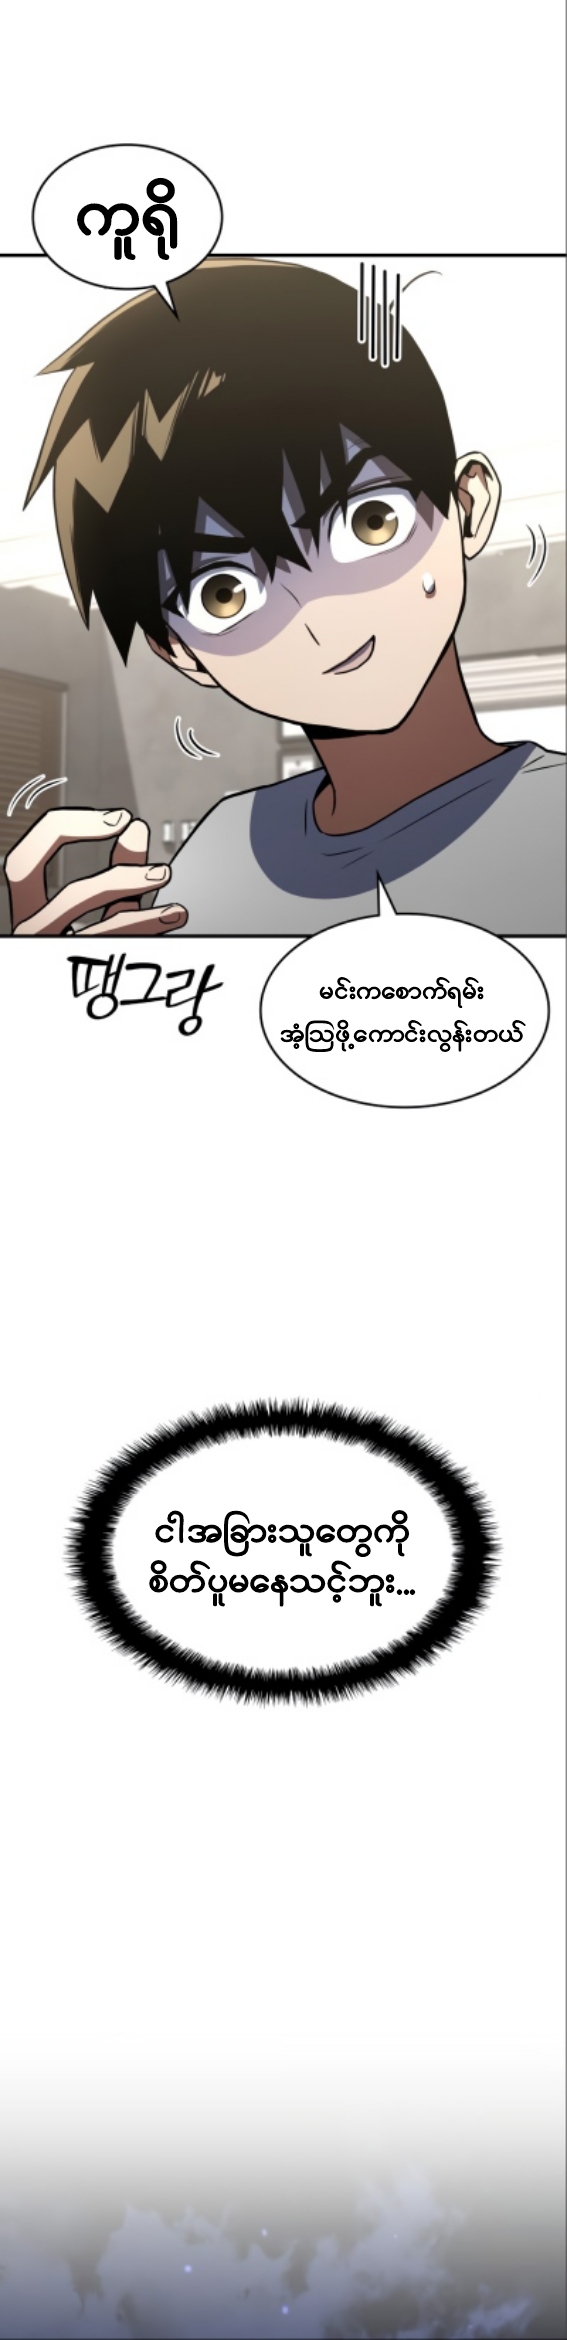 ကူရို
땡그랑
မင်းကစောက်ရမ်း
အံ့ဩဖို့ကောင်းလွန်းတယ်
ငါအခြားသူတွေကို
စိတ်ပူမနေသင့်ဘူး...